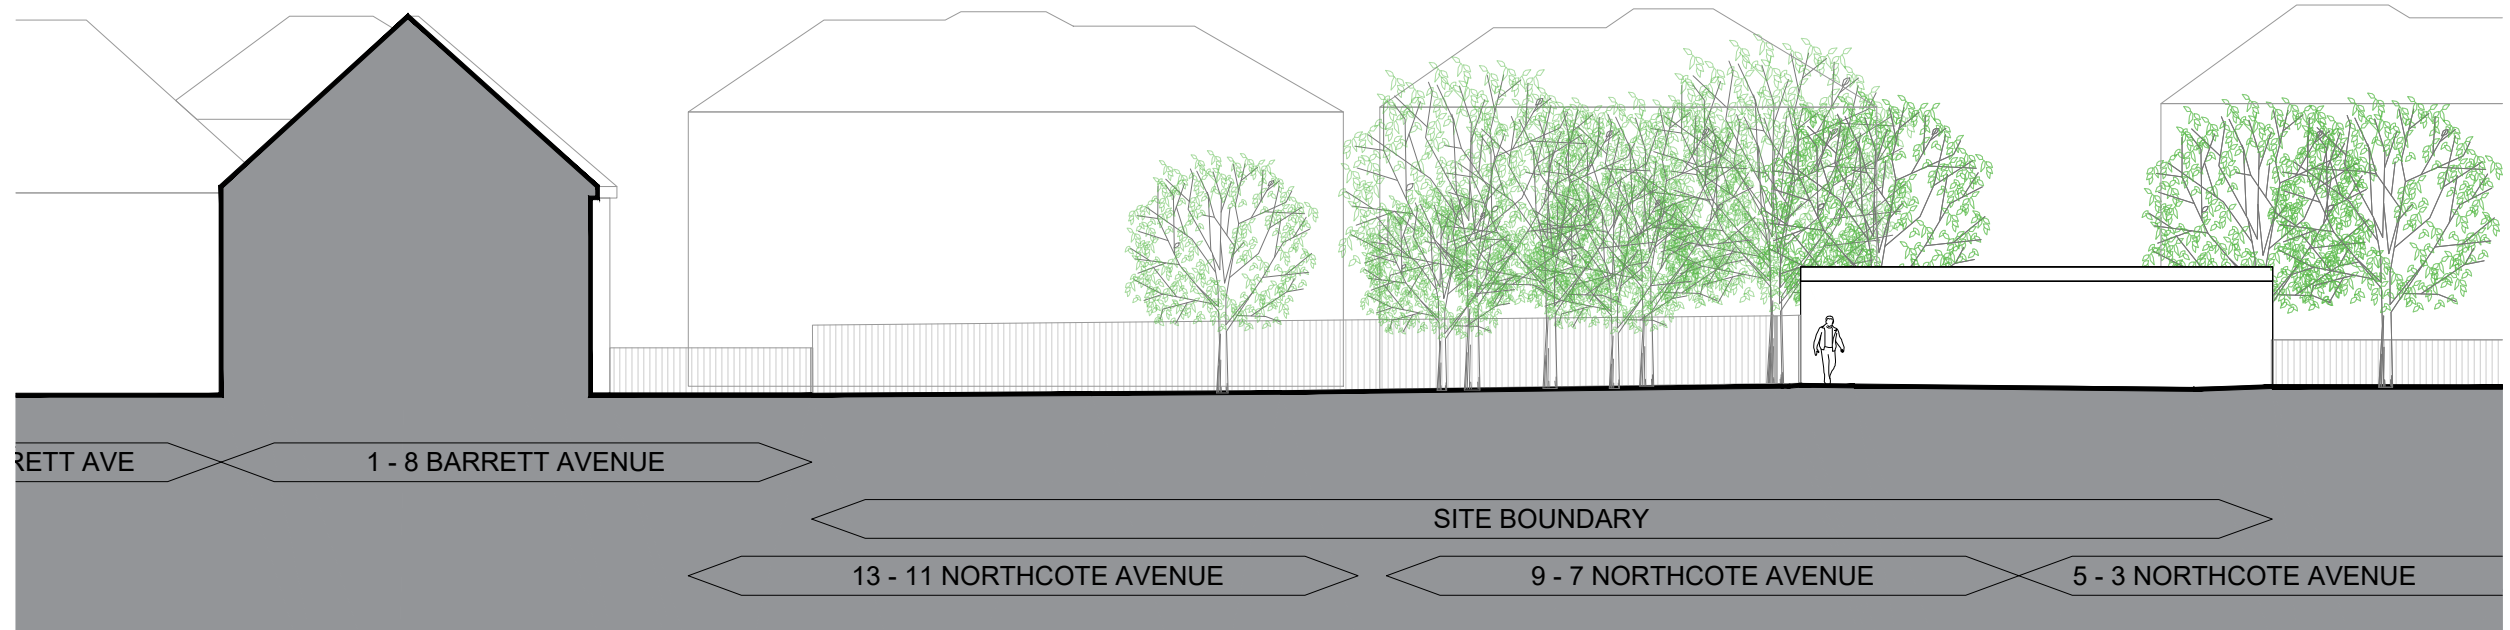 RETT AVE
1 - 8 BARRETT AVENUE
SITE BOUNDARY
13 - 11 NORTHCOTE AVENUE
9 - 7 NORTHCOTE AVENUE
5 - 3 NORTHCOTE AVENUE